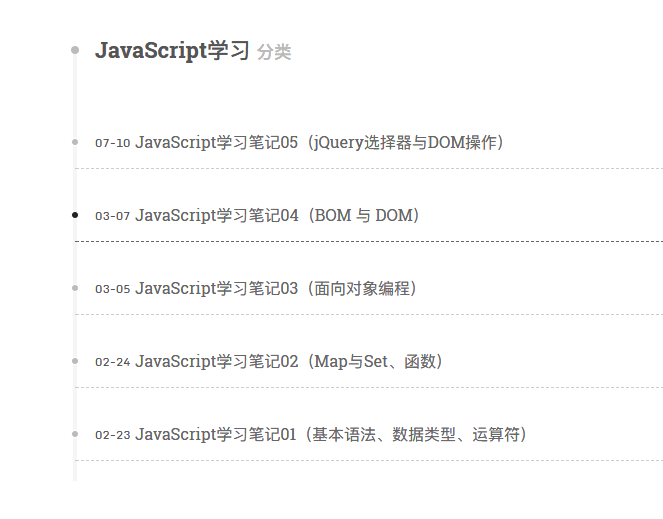 JavaScript学习 分类
07-10 JavaScript学习笔记05（jQuery选择器与DOM操作）
03-07 JavaScript学习笔记04（BOM 与 DOM）
03-05 JavaScript学习笔记03（面向对象编程）
02-24 JavaScript学习笔记02（Map与Set、函数）
02-23 JavaScript学习笔记01（基本语法、数据类型、运算符）